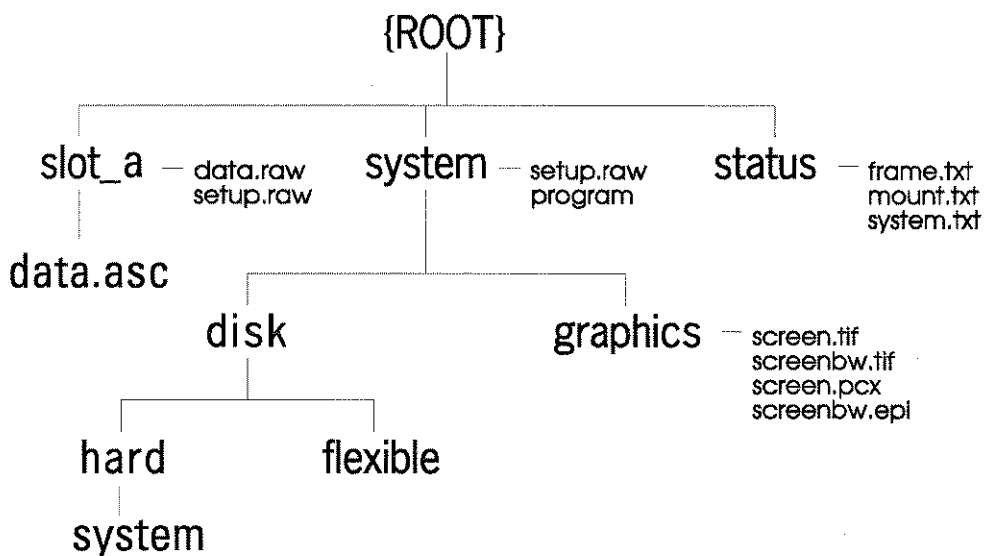 {ROOT}
slot_a
data.raw
setup.raw
system
setup.raw
program
status
frame.txt
mount.txt
system.txt
data.asc
disk
graphics
screen.tif
screenbw.tif
screen.pcx
screenbw.epi
hard
flexible
system